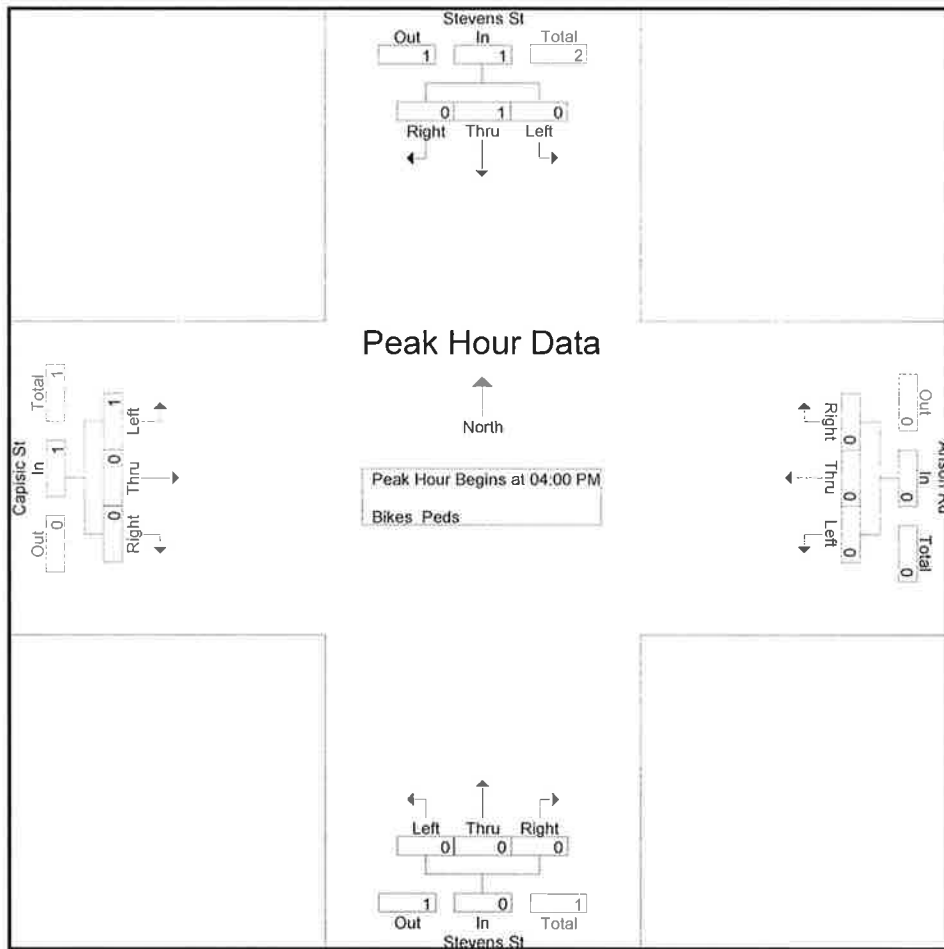 Stevens St
Out In Total
1 1 2
0 1 0
Right Thru Left
Peak Hour Data
North
Peak Hour Begins at 04:00 PM
Bikes Peds
Capisic St
Out In Total
0 1 1
Right Thru Left
0 0 1
Right Thru Left
0 0 0
Out In Total
0 0 0
Left Thru Right
0 0 0
1 0 1
Out In Total
Stevens St